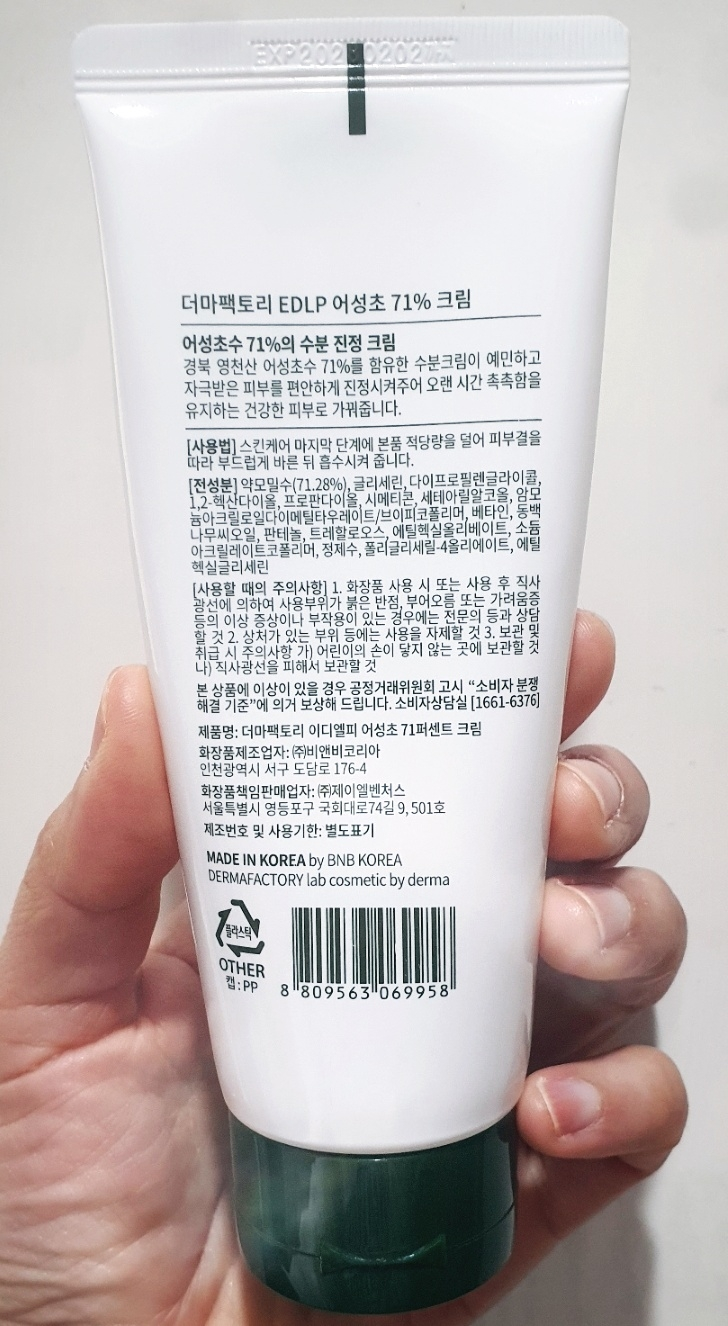 더마팩토리 EDLP 어성초 71% 크림
어성초수 71%의 수분 진정 크림
경북 영천산 어성초수 71%를 함유한 수분크림이 예민하고
자극받은 피부를 편안하게 진정시켜주어 오랜 시간 촉촉함을
유지하는 건강한 피부로 가꿔줍니다.
[사용법] 스킨케어 마지막 단계에 본품 적당량을 덜어 피부결을
따라 부드럽게 바른 뒤 흡수시켜 줍니다.
[전성분] 약모밀수(71.28%), 글리세린, 다이프로필렌글라이콜,
1,2-헥산다이올, 프로판다이올, 시메티콘, 세테아릴알코올, 암모
늄아크릴로일다이메틸타우레이트/브이피코폴리머, 베타인, 동백
나무씨오일, 판테놀, 트레할로오스, 에틸헥실올리베이트, 소듐
아크릴레이트코폴리머, 정제수, 폴리글리세릴-4올리에이트, 에틸
헥실글리세린
[사용할 때의 주의사항] 1. 화장품 사용 시 또는 사용 후 직사
광선에 의하여 사용부위가 붉은 반점, 부어오름 또는 가려움증
등의 이상 증상이나 부작용이 있는 경우에는 전문의 등과 상담
할 것 2. 상처가 있는 부위 등에는 사용을 자제할 것 3. 보관 및
취급 시 주의사항 가) 어린이의 손이 닿지 않는 곳에 보관할 것
나) 직사광선을 피해서 보관할 것
본 상품에 이상이 있을 경우 공정거래위원회 고시 “소비자 분쟁
해결 기준”에 의거 보상해 드립니다. 소비자상담실 [1661-6376]
제품명: 더마팩토리 이디엘피 어성초 71퍼센트 크림
화장품제조업자: ㈜비앤비코리아
인천광역시 서구 도담로 176-4
화장품책임판매업자: ㈜제이엘벤처스
서울특별시 영등포구 국회대로74길 9, 501호
제조번호 및 사용기한: 별도표기
MADE IN KOREA by BNB KOREA
DERMAFACTORY lab cosmetic by derma
플라스틱
OTHER
캡 : PP
8 809563 069958